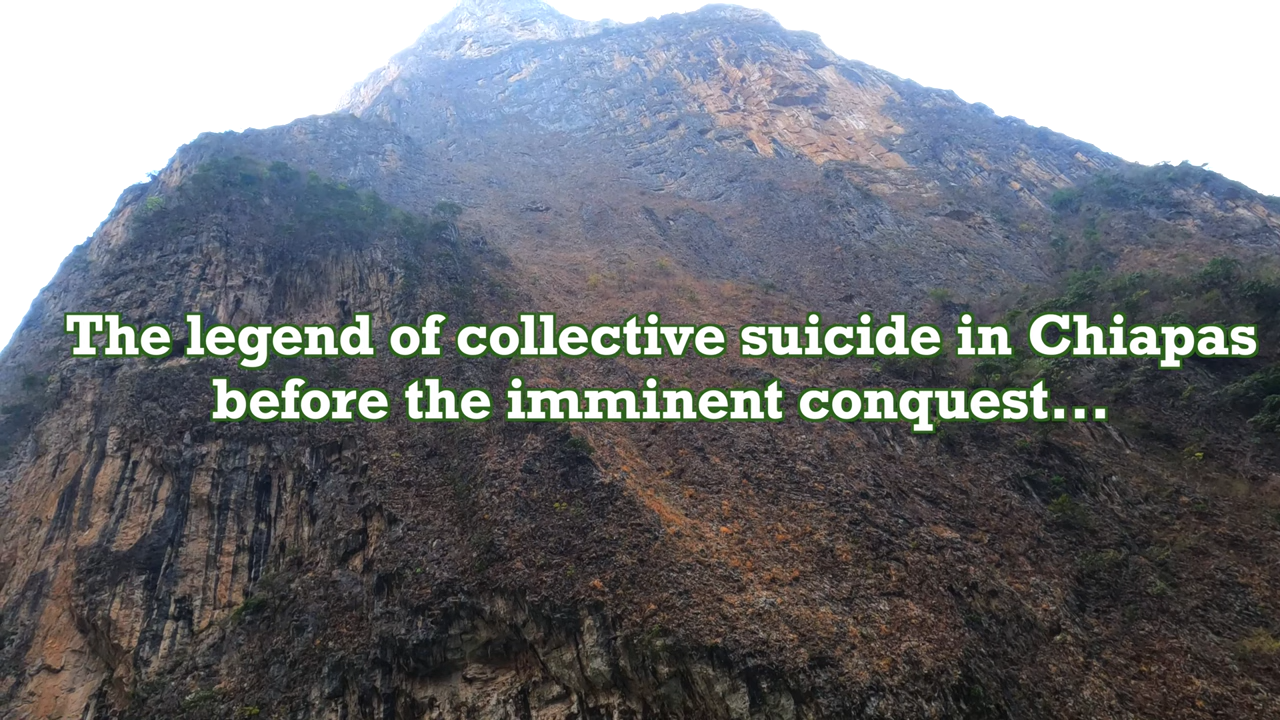 The legend of collective suicide in Chiapas
before the imminent conquest...